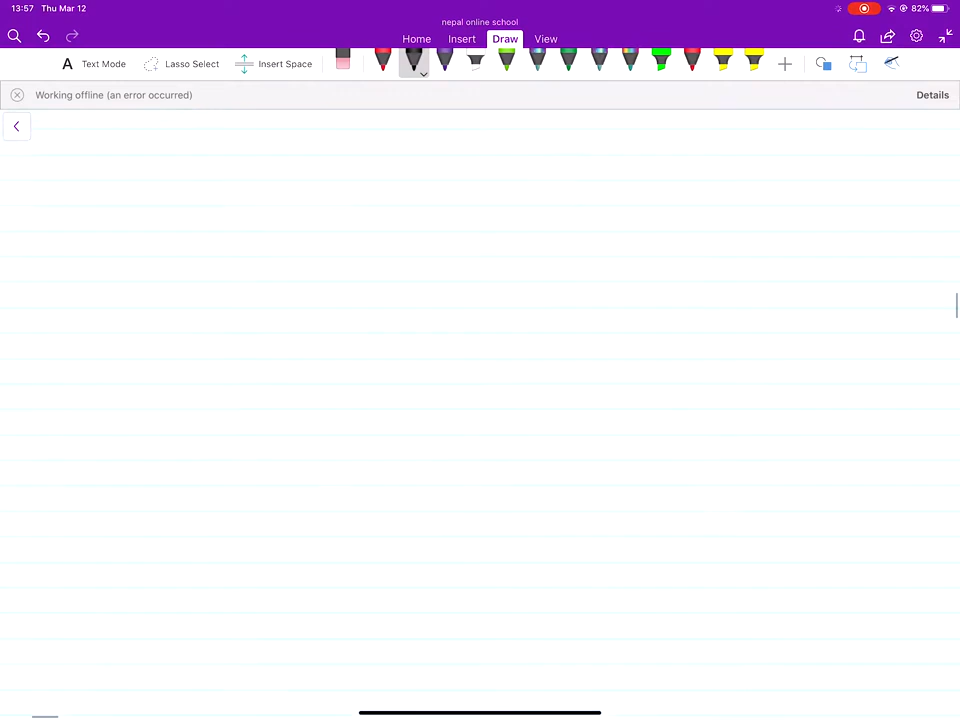 13:57 Thu Mar 12
82%
nepal online school
Home Insert Draw View
A Text Mode Lasso Select Insert Space
Working offline (an error occurred) Details